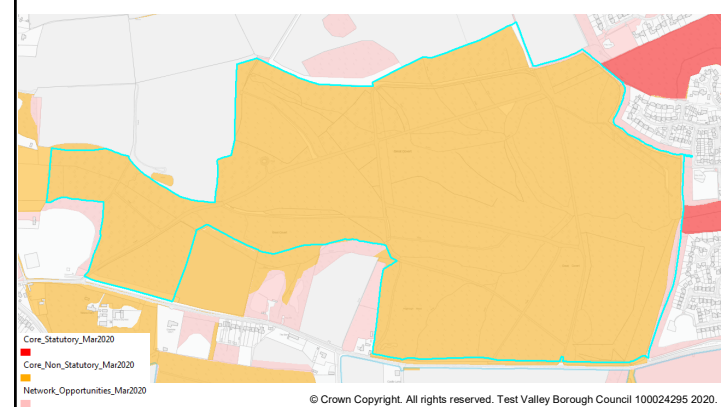 Core_Statutory_Mar2020
Core_Non_Statutory_Mar2020
Network_Opportunities_Mar2020
© Crown Copyright. All rights reserved. Test Valley Borough Council 100024295 2020.